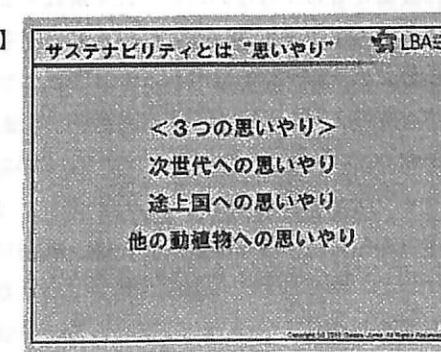 】
サステナビリティとは“思いやり”
LBA
<3つの思いやり>
次世代への思いやり
途上国への思いやり
他の動植物への思いやり